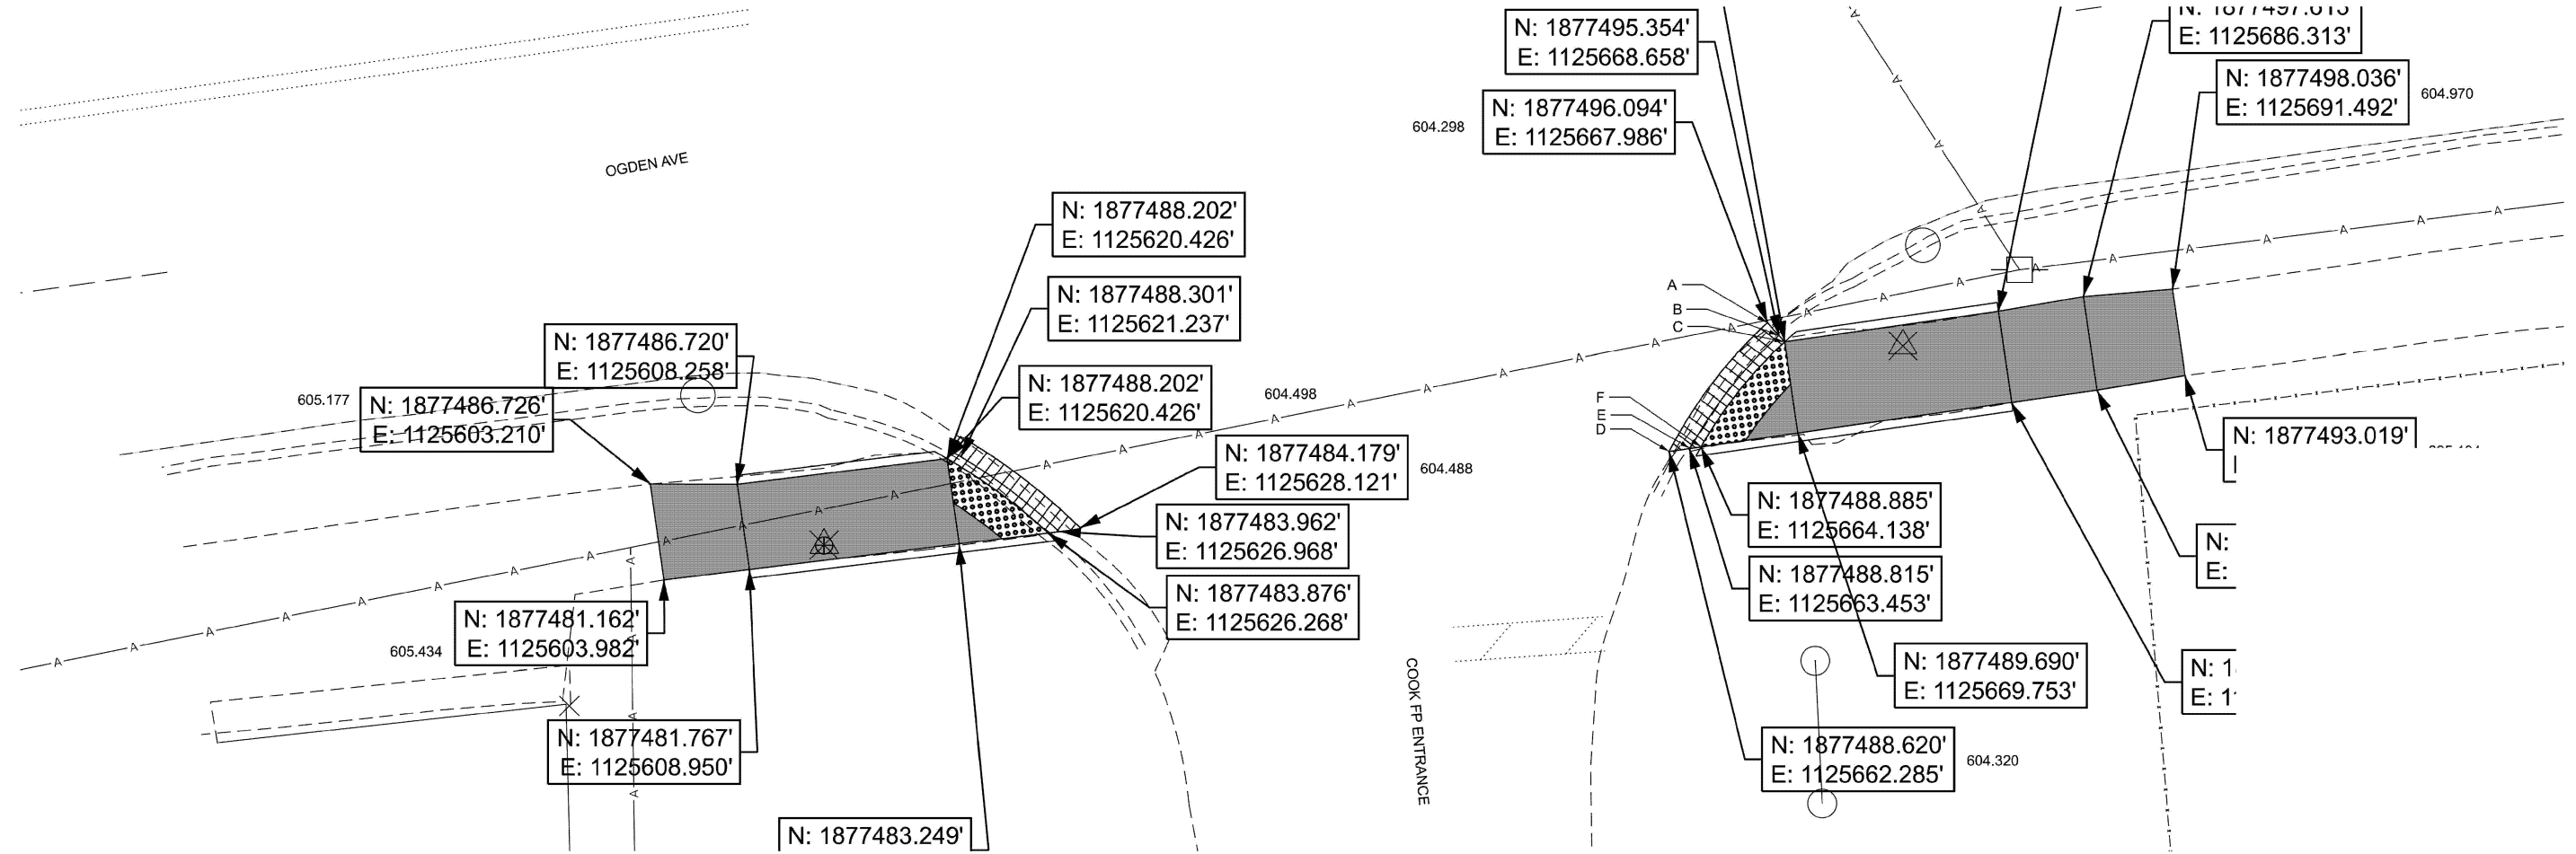 OGDEN AVE
N: 1877486.720'
E: 1125608.258'
605.177
N: 1877486.726'
E: 1125603.210'
N: 1877488.202'
E: 1125620.426'
N: 1877488.301'
E: 1125621.237'
N: 1877488.202'
E: 1125620.426'
604.498
N: 1877484.179'
E: 1125628.121'
604.488
N: 1877483.962'
E: 1125626.968'
N: 1877483.876'
E: 1125626.268'
N: 1877481.162'
E: 1125603.982'
605.434
N: 1877481.767'
E: 1125608.950'
N: 1877483.249'
COOK FP ENTRANCE
N: 1877495.354'
E: 1125668.658'
604.298
N: 1877496.094'
E: 1125667.986'
E: 1125686.313'
N: 1877498.036'
E: 1125691.492'
604.970
A
B
C
F
E
D
N: 1877493.019'
N: 1877488.885'
E: 1125664.138'
N: 1877488.815'
E: 1125663.453'
N: 1877489.690'
E: 1125669.753'
N: 1877488.620'
E: 1125662.285'
604.320
N:
E:
N: 1
E: 1